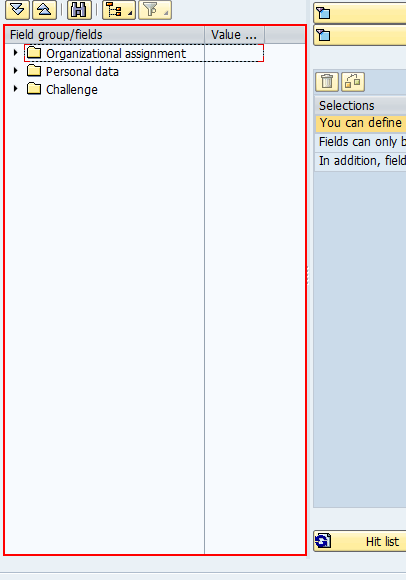 Field group/fields Value ...
Organizational assignment
Personal data
Challenge
Selections
You can define
Fields can only b
In addition, field
Hit list